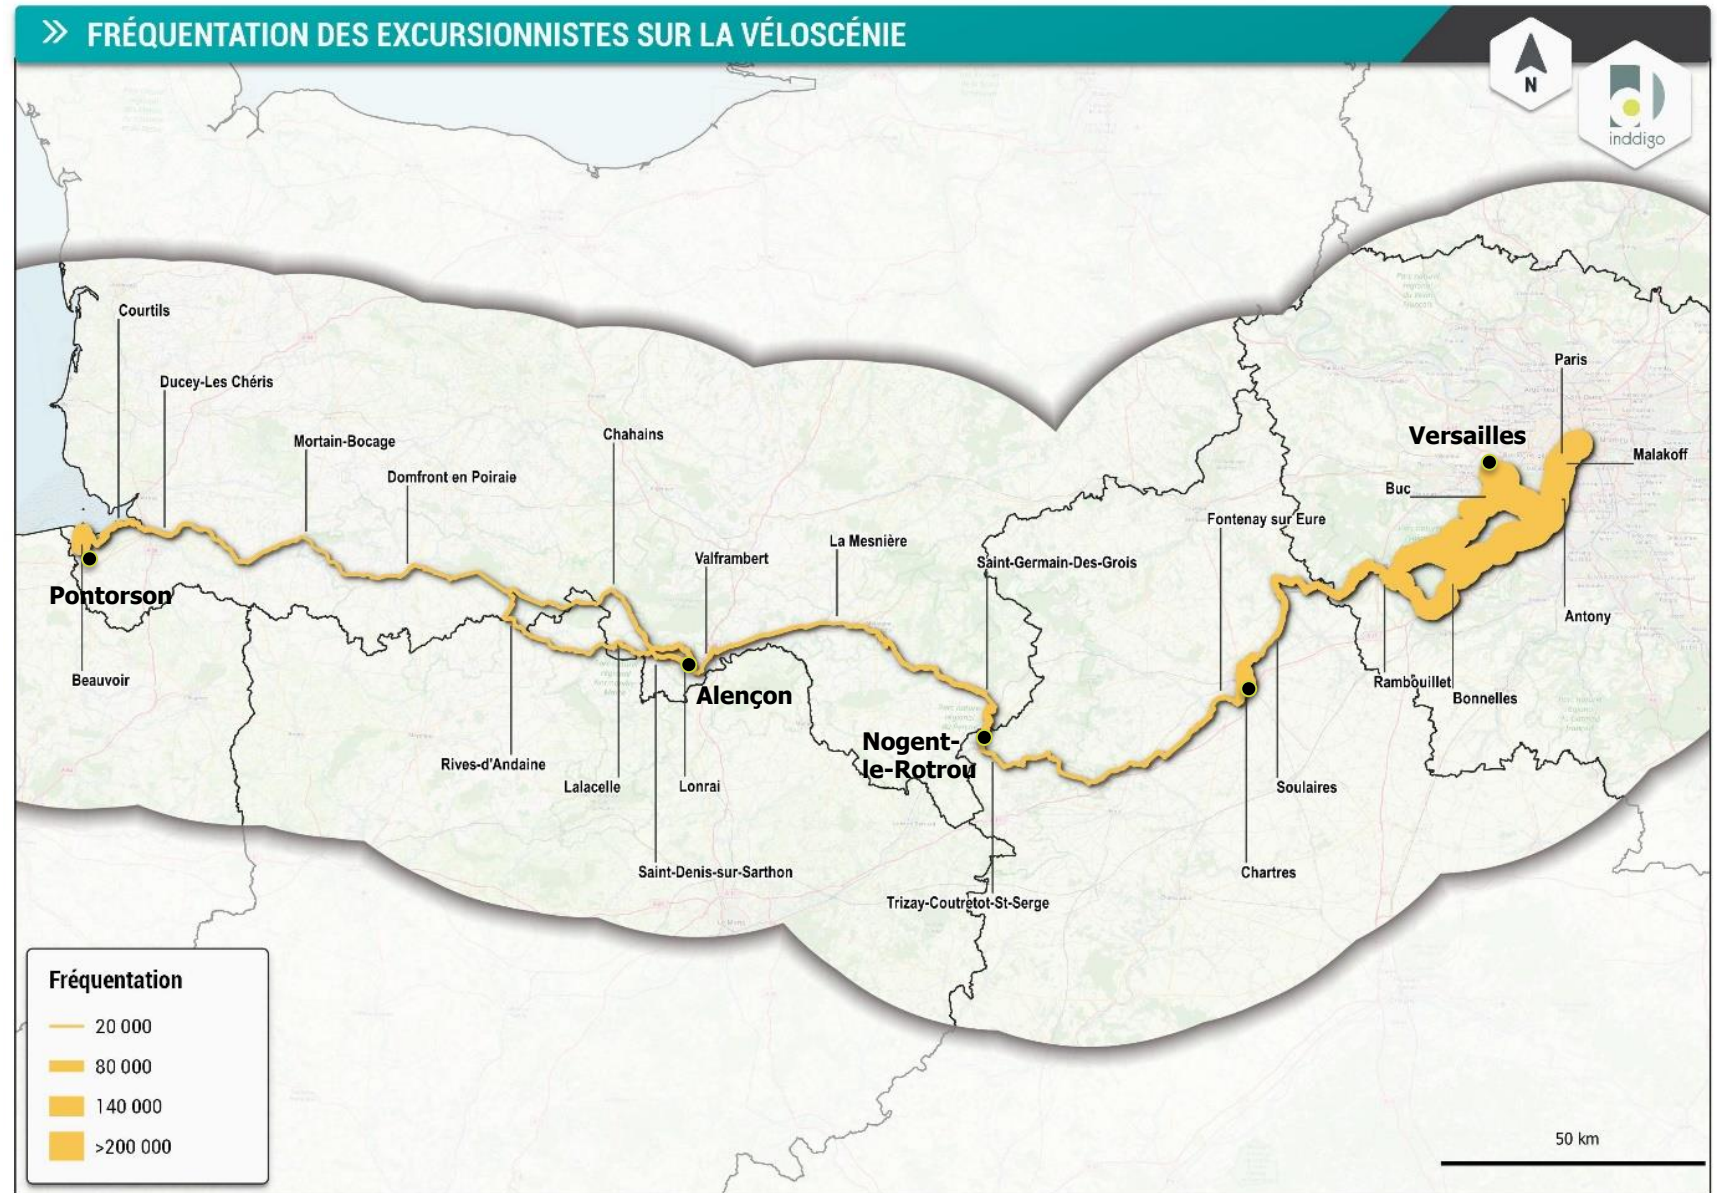 FRÉQUENTATION DES EXCURSIONNISTES SUR LA VÉLOSCÉNIE
N
inddigo
Courtils
Ducey-Les Chéris
Mortain-Bocage
Domfront en Poiraie
Chahains
Valframbert
La Mesnière
Saint-Germain-Des-Grois
Fontenay sur Eure
Paris
Versailles
Malakoff
Buc
Antony
Pontorson
Beauvoir
Rives-d'Andaine
Lalacelle
Lonrai
Alençon
Saint-Denis-sur-Sarthon
Nogent-
le-Rotrou
Trizay-Coutretot-St-Serge
Rambouillet
Bonnelles
Soulaires
Chartres
Fréquentation
20 000
80 000
140 000
>200 000
50 km